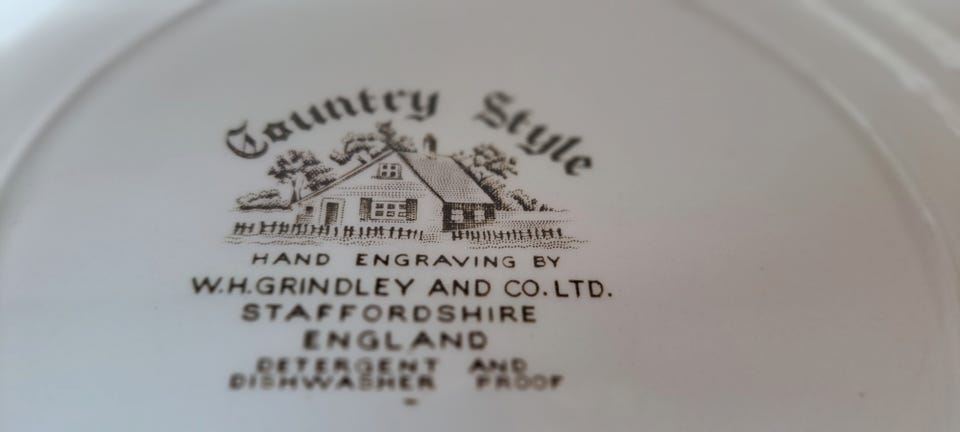 Country Style
HAND ENGRAVING BY
W.H.GRINDLEY AND CO.LTD.
STAFFORDSHIRE
ENGLAND
DETERGENT AND
DISHWASHER PROOF